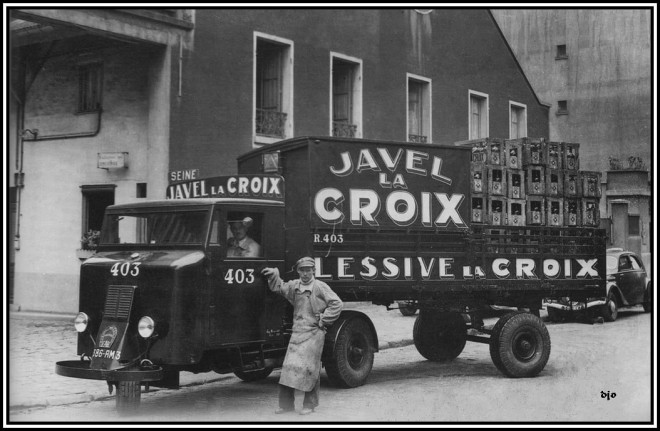 SEINE
JAVEL LA CROIX
JAVEL
LA
CROIX
R.403
LESSIVE LA CROIX
403
403
djo